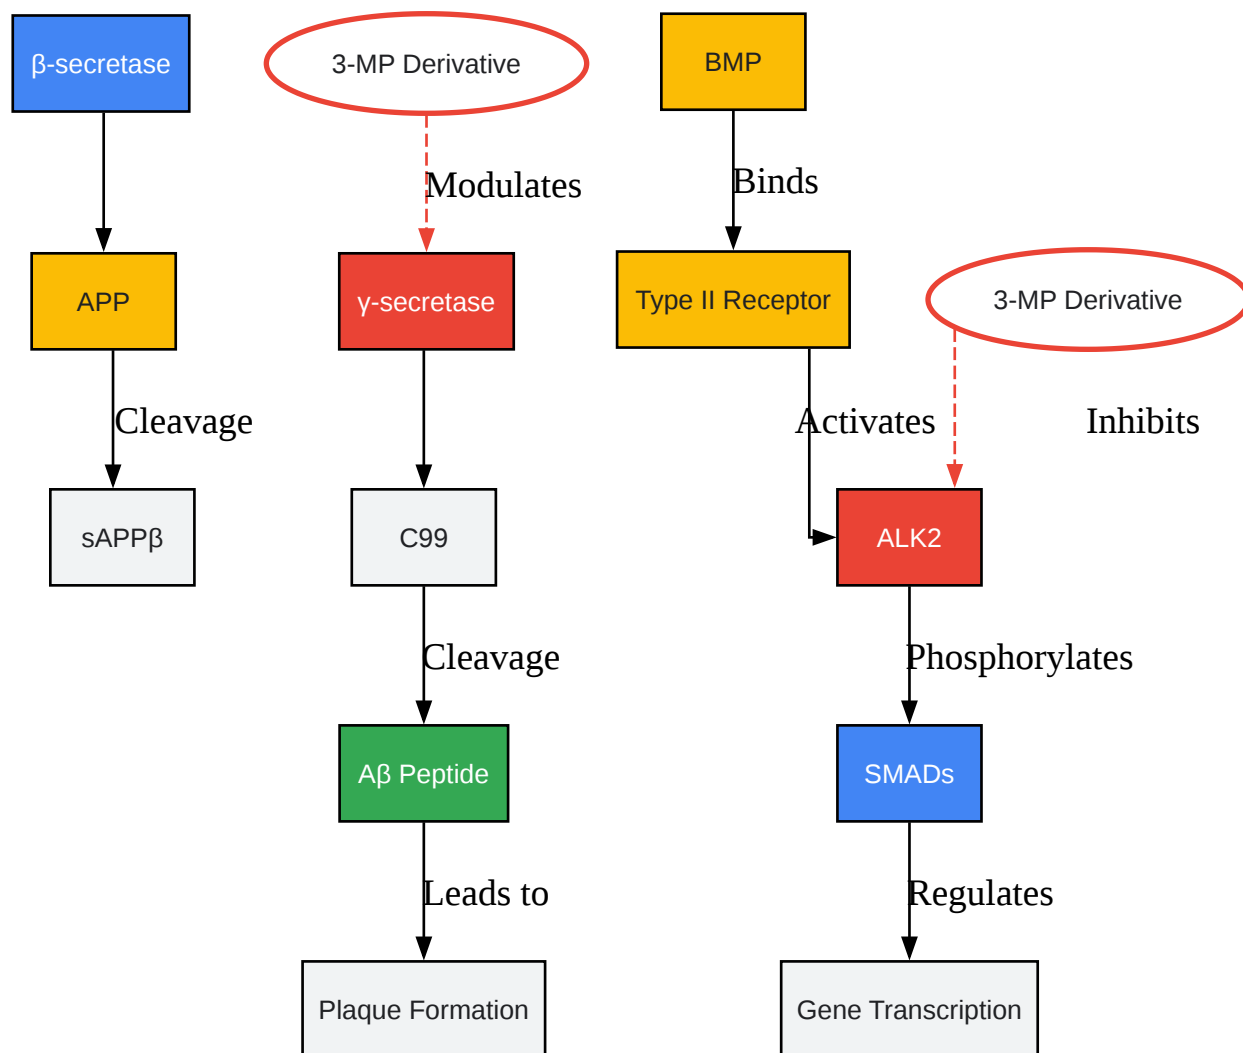 β-secretase
3-MP Derivative
BMP
Modulates
Binds
APP
γ-secretase
Type II Receptor
3-MP Derivative
Cleavage
Activates
Inhibits
sAPPβ
C99
ALK2
Cleavage
Phosphorylates
Aβ Peptide
SMADs
Leads to
Regulates
Plaque Formation
Gene Transcription